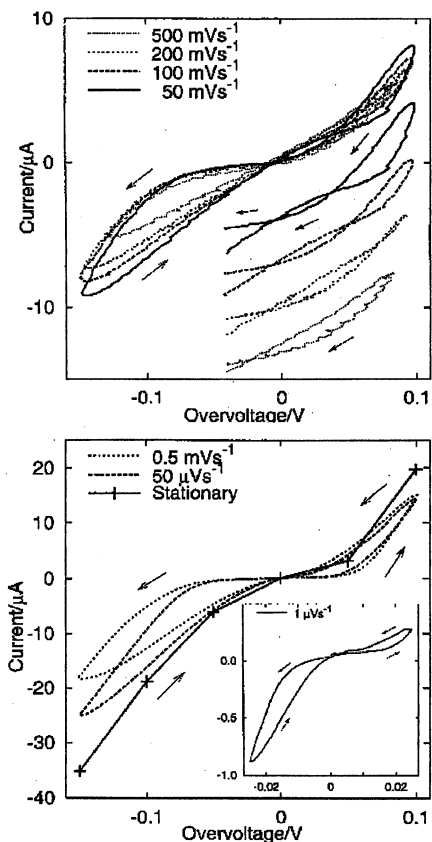 10
500 mVs⁻¹
200 mVs⁻¹
100 mVs⁻¹
50 mVs⁻¹
0
-10
Current/μA
-0.1 0 0.1
Overvoltage/V
20
0.5 mVs⁻¹
50 μVs⁻¹
Stationary
10
0
-10
-20
-30
-40
Current/μA
1 μVs⁻¹
0.0
-0.5
-1.0
-0.02 0 0.02
-0.1 0 0.1
Overvoltage/V